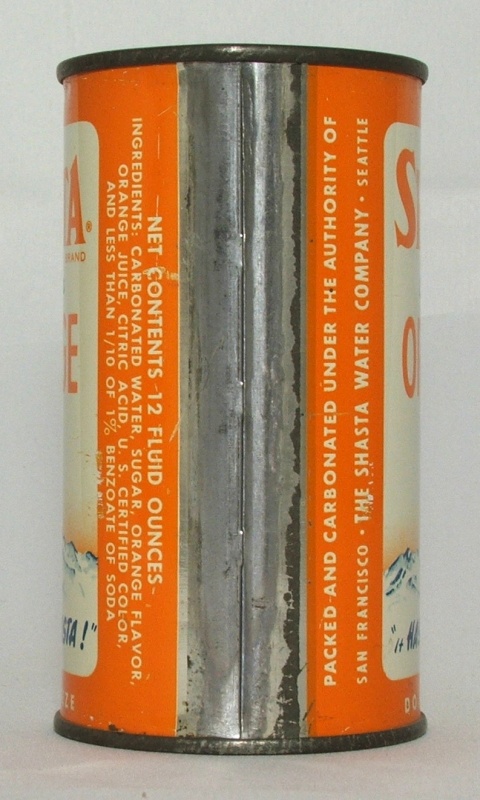 NET CONTENTS 12 FLUID OUNCES
INGREDIENTS: CARBONATED WATER, SUGAR, ORANGE FLAVOR,
ORANGE JUICE, CITRIC ACID, U. S. CERTIFIED COLOR,
AND LESS THAN 1/10 OF 1% BENZOATE OF SODA
PACKED AND CARBONATED UNDER THE AUTHORITY OF
SAN FRANCISCO • THE SHASTA WATER COMPANY • SEATTLE